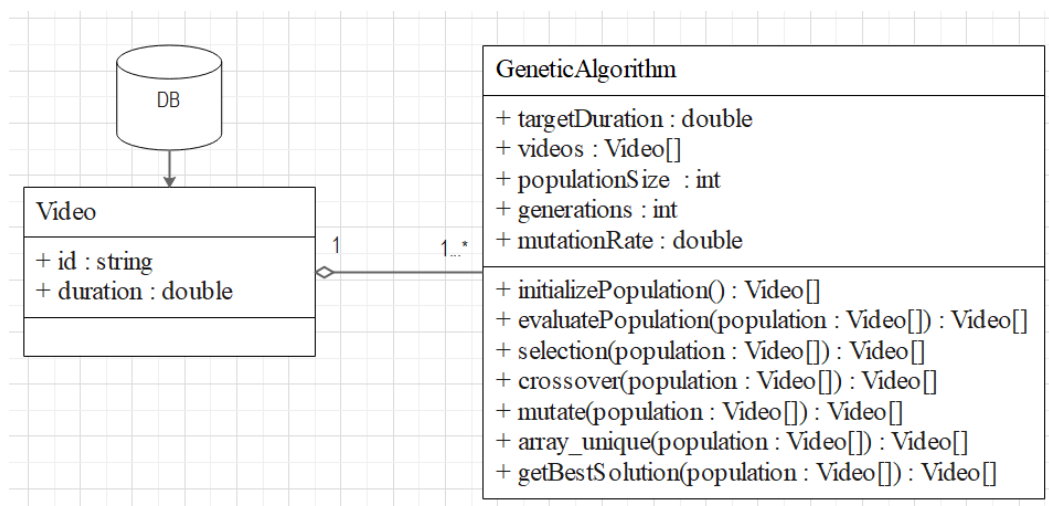 DB
Video
+ id : string
+ duration : double
1
1...*
GeneticAlgorithm
+ targetDuration : double
+ videos : Video[]
+ populationSize : int
+ generations : int
+ mutationRate : double
+ initializePopulation() : Video[]
+ evaluatePopulation(population : Video[]) : Video[]
+ selection(population : Video[]) : Video[]
+ crossover(population : Video[]) : Video[]
+ mutate(population : Video[]) : Video[]
+ array_unique(population : Video[]) : Video[]
+ getBestSolution(population : Video[]) : Video[]